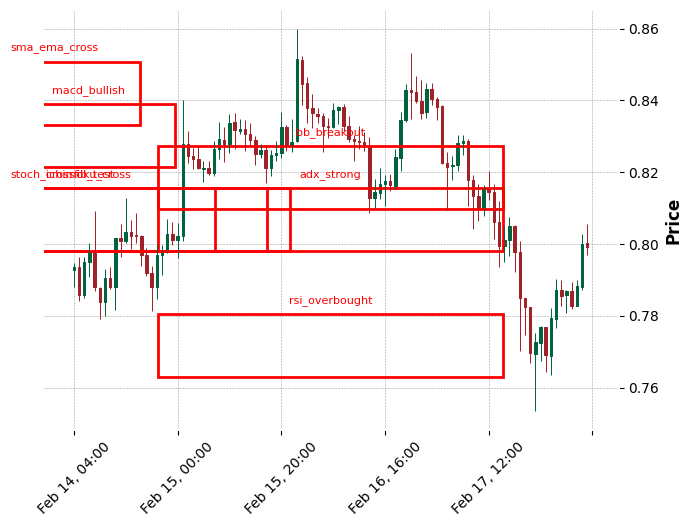 sma_ema_cross
macd_bullish
bb_breakout
adx_strong
rsi_overbought
0.86
0.84
0.82
0.80
0.78
0.76
Price
Feb 14, 04:00
Feb 15, 00:00
Feb 15, 20:00
Feb 16, 16:00
Feb 17, 12:00